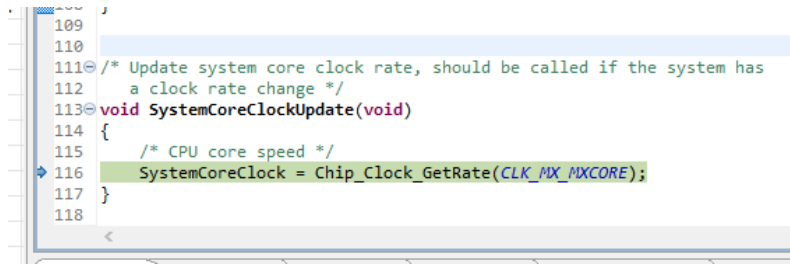 109
110
111 /* Update system core clock rate, should be called if the system has
112 a clock rate change */
113 void SystemCoreClockUpdate(void)
114 {
115 /* CPU core speed */
116 SystemCoreClock = Chip_Clock_GetRate(CLK_MX_MXCORE);
117 }
118